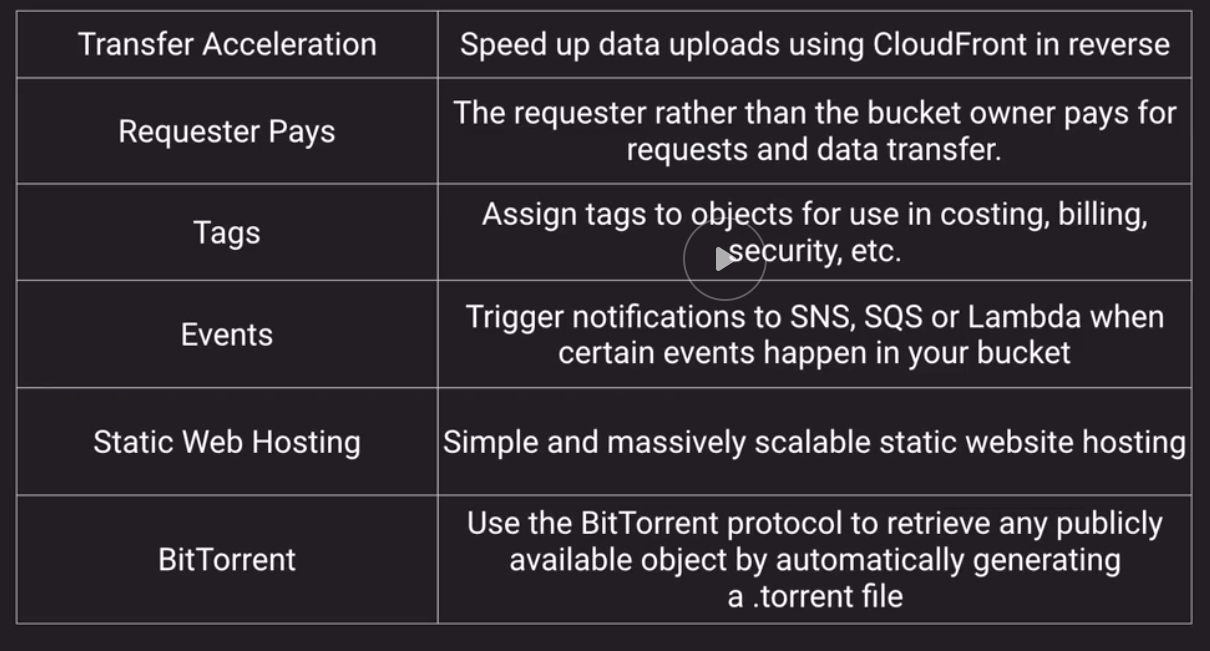 Transfer Acceleration
Speed up data uploads using CloudFront in reverse
Requester Pays
The requester rather than the bucket owner pays for
requests and data transfer.
Tags
Assign tags to objects for use in costing, billing,
security, etc.
Events
Trigger notifications to SNS, SQS or Lambda when
certain events happen in your bucket
Static Web Hosting
Simple and massively scalable static website hosting
BitTorrent
Use the BitTorrent protocol to retrieve any publicly
available object by automatically generating
a .torrent file